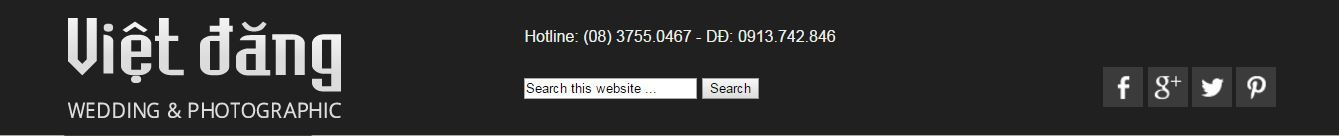 Việt đăng
WEDDING & PHOTOGRAPHIC
Hotline: (08) 3755.0467 - DĐ: 0913.742.846
Search this website ... Search